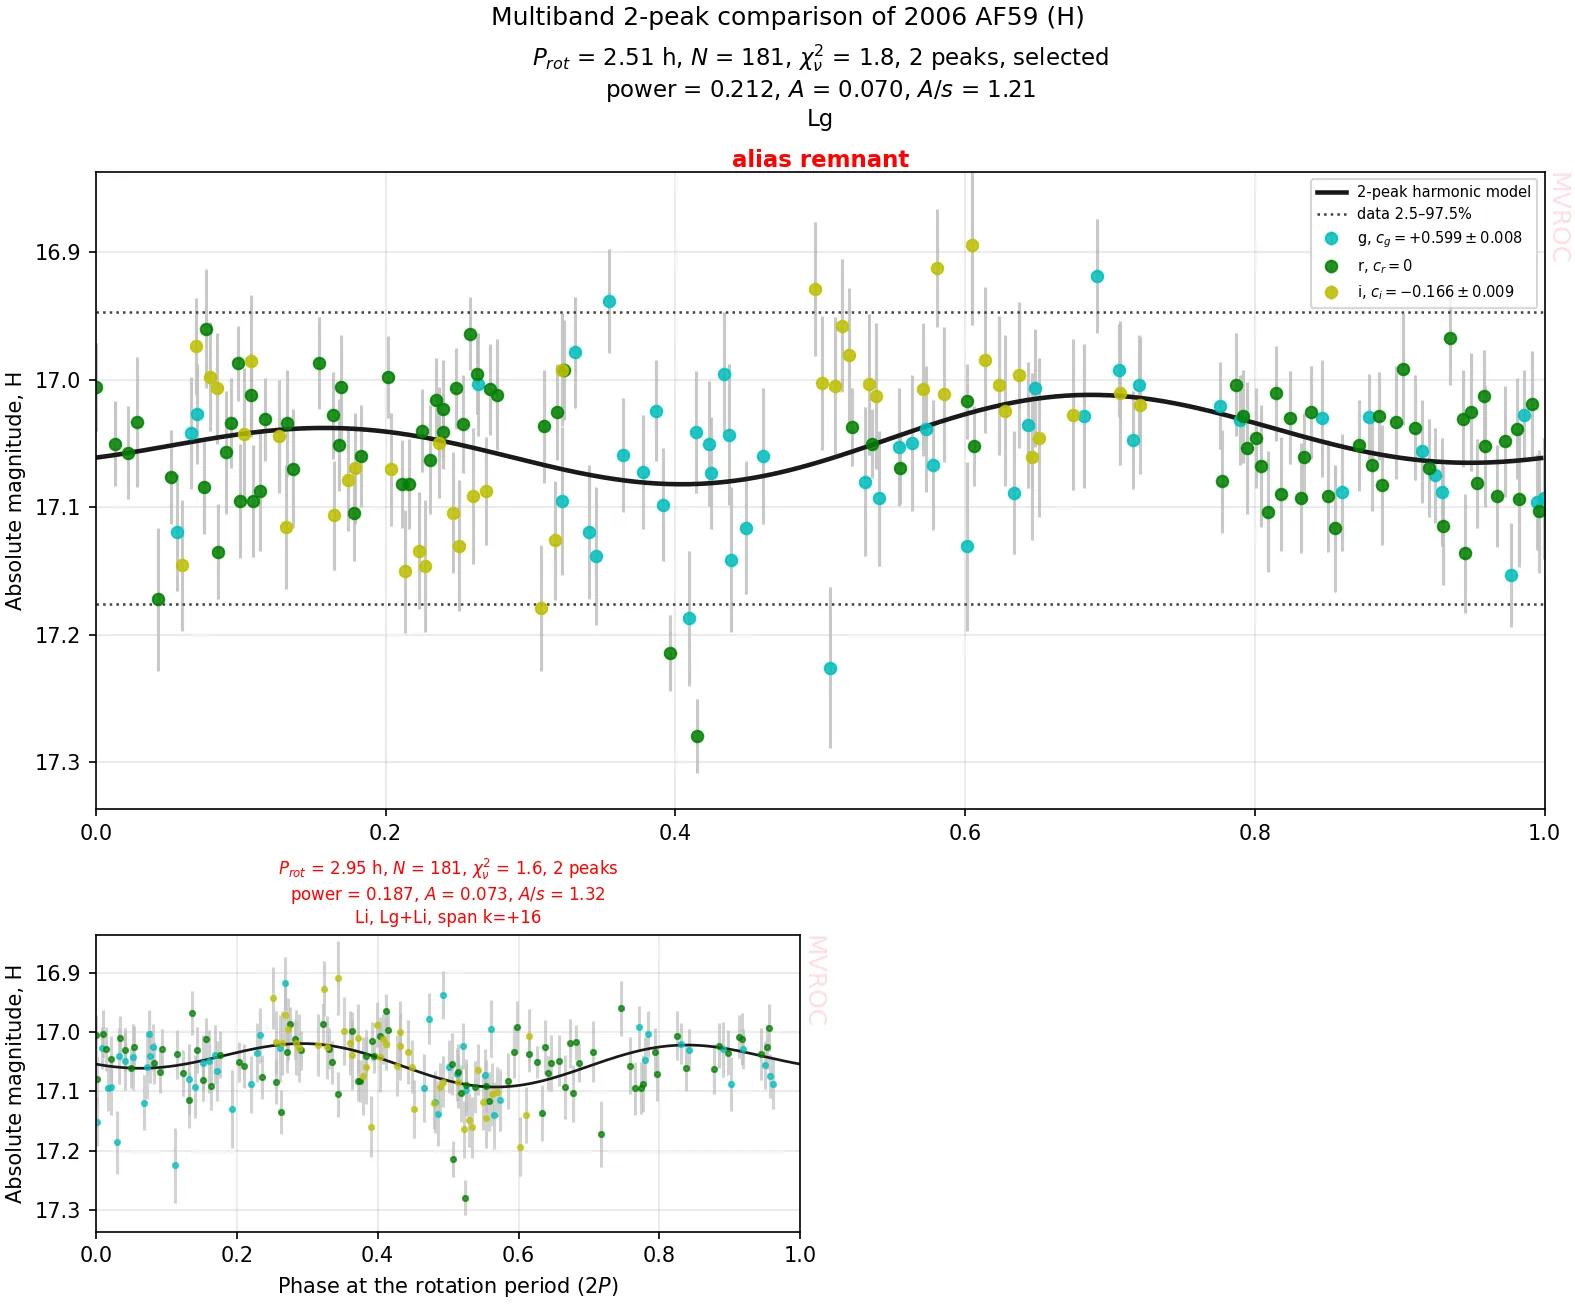 Multiband 2-peak comparison of 2006 AF59 (H)
P_rot = 2.51 h, N = 181, χ²_ν = 1.8, 2 peaks, selected
power = 0.212, A = 0.070, A/s = 1.21
Lg
alias remnant
MVROC
2-peak harmonic model
data 2.5–97.5%
g, c_g = +0.599 ± 0.008
r, c_r = 0
i, c_i = −0.166 ± 0.009
Absolute magnitude, H
16.9
17.0
17.1
17.2
17.3
0.0 0.2 0.4 0.6 0.8 1.0
P_rot = 2.95 h, N = 181, χ²_ν = 1.6, 2 peaks
power = 0.187, A = 0.073, A/s = 1.32
Li, Lg+Li, span k=+16
MVROC
Absolute magnitude, H
16.9
17.0
17.1
17.2
17.3
0.0 0.2 0.4 0.6 0.8 1.0
Phase at the rotation period (2P)